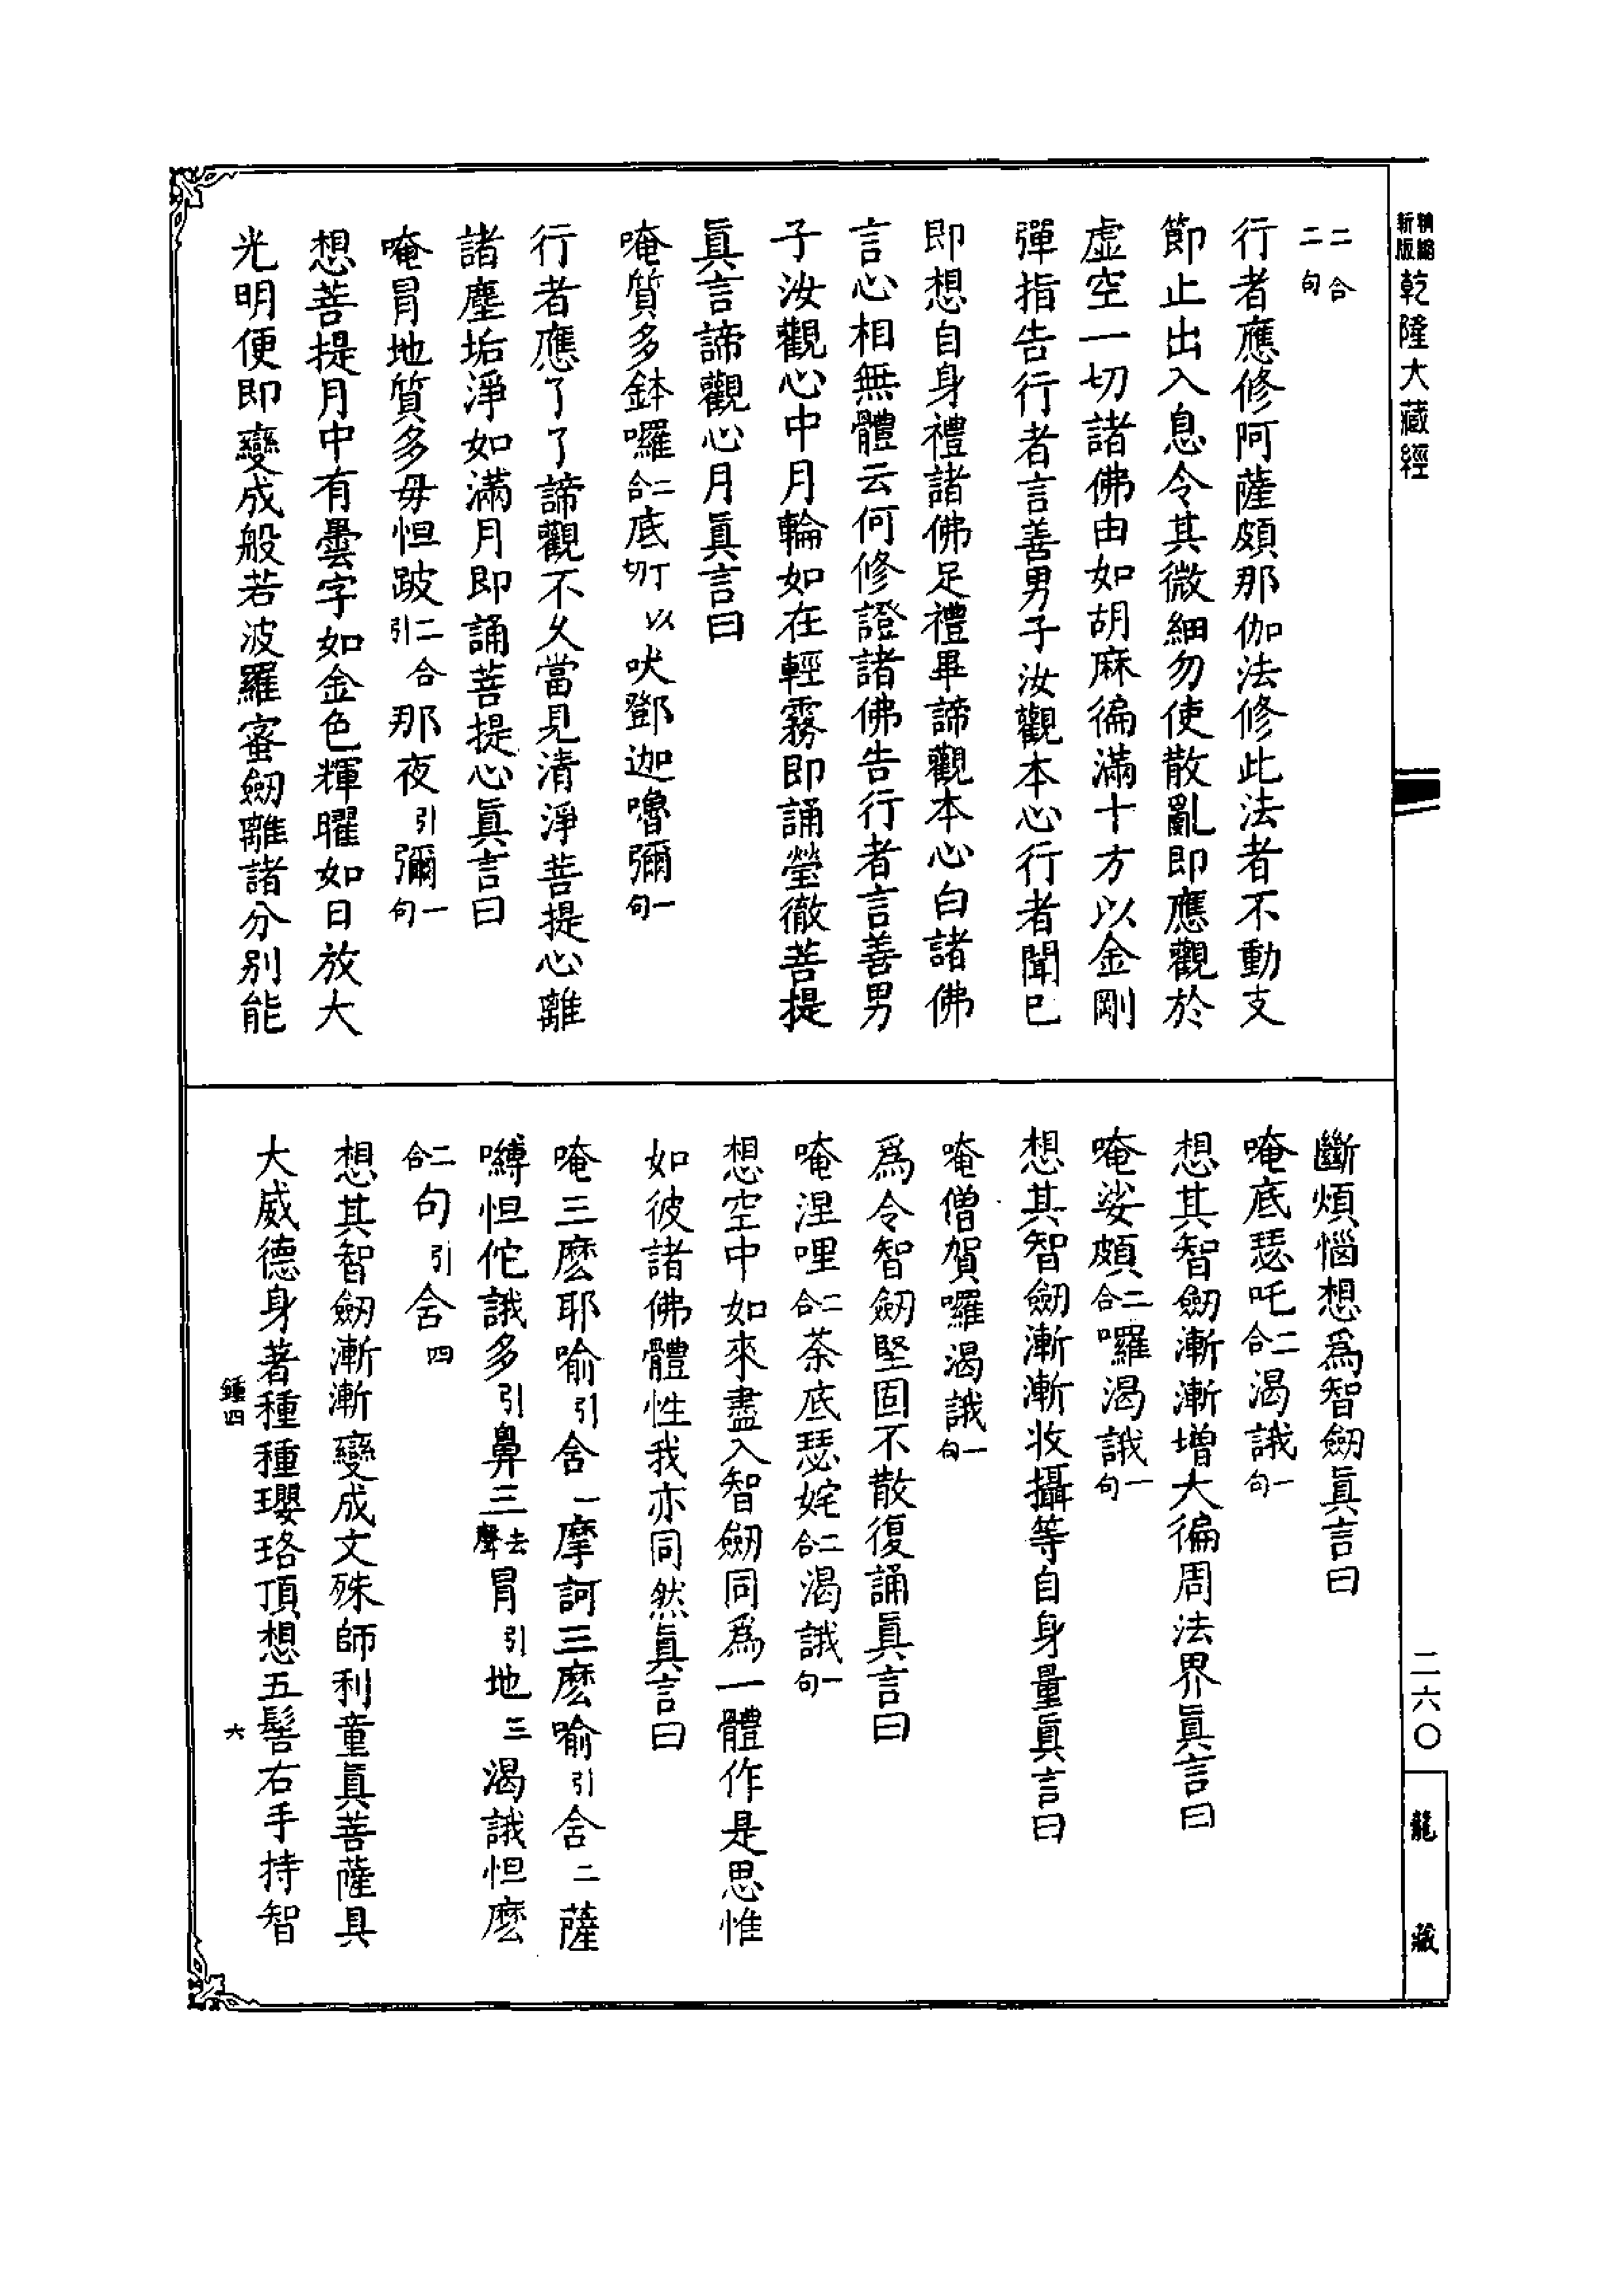 精縮新版 乾隆大藏經
二六〇
龍藏
二合二句
行者應修阿薩頗那伽法修此法者不動支
節止出入息令其微細勿使散亂即應觀於
虛空一切諸佛由如胡麻徧滿十方以金剛
彈指告行者言善男子汝觀本心行者聞已
即想自身禮諸佛足禮畢諦觀本心白諸佛
言心相無體云何修證諸佛告行者言善男
子汝觀心中月輪如在輕霧即誦瑩徹菩提
眞言諦觀心月眞言曰
唵質多鉢囉二合底丁以切吠鄧迦嚕彌一句
行者應了了諦觀不久當見清淨菩提心離
諸塵垢淨如滿月即誦菩提心眞言曰
唵冒地質多毋怛跛二合引那夜引彌一句
想菩提月中有曇字如金色輝曜如日放大
光明便即變成般若波羅蜜劒離諸分別能
斷煩惱想爲智劒眞言曰
唵底瑟吒二合渴誐一句
想其智劒漸漸增大徧周法界眞言曰
唵娑頗二合囉渴誐一句
想其智劒漸漸收攝等自身量眞言曰
唵僧賀囉渴誐一句
爲令智劒堅固不散復誦眞言曰
唵涅哩二合茶底瑟姹二合渴誐一句
想空中如來盡入智劒同爲一體作是思惟
如彼諸佛體性我亦同然眞言曰
唵三麽耶喻引舍一摩訶三麽喻引舍二薩
嚩怛佗誐多引鼻三去聲冒引地三渴誐怛麽
二合句引舍四
想其智劒漸漸變成文殊師利童眞菩薩具
大威德身著種種瓔珞頂想五髻右手持智
鍾四 六